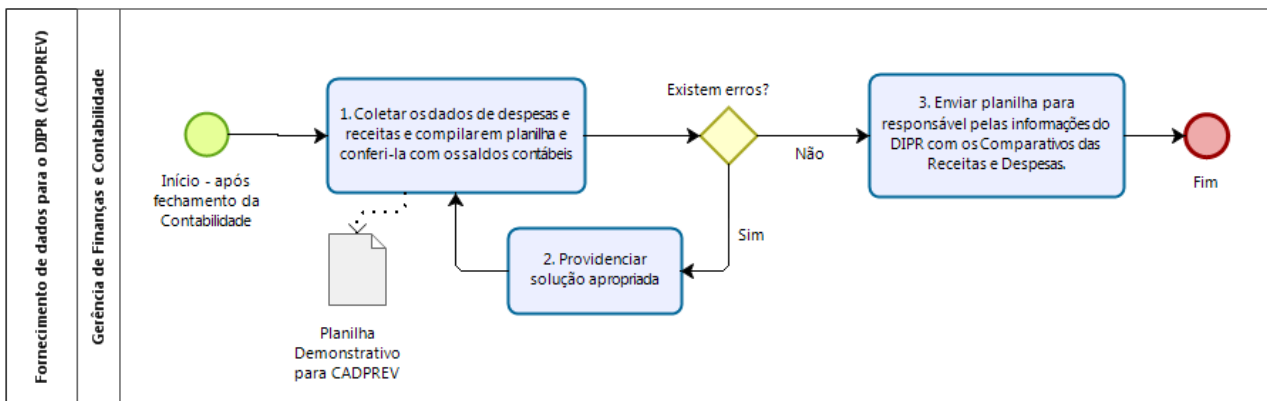 Fornecimento de dados para o DIPR (CADPREV)
Gerência de Finanças e Contabilidade
Início - após
fechamento da
Contabilidade
1. Coletar os dados de despesas e
receitas e compilar em planilha e
conferi-la com os saldos contábeis
Planilha
Demonstrativo
para CADPREV
Existem erros?
Sim
2. Providenciar
solução apropriada
Não
3. Enviar planilha para
responsável pelas informações do
DIPR com os Comparativos das
Receitas e Despesas.
Fim